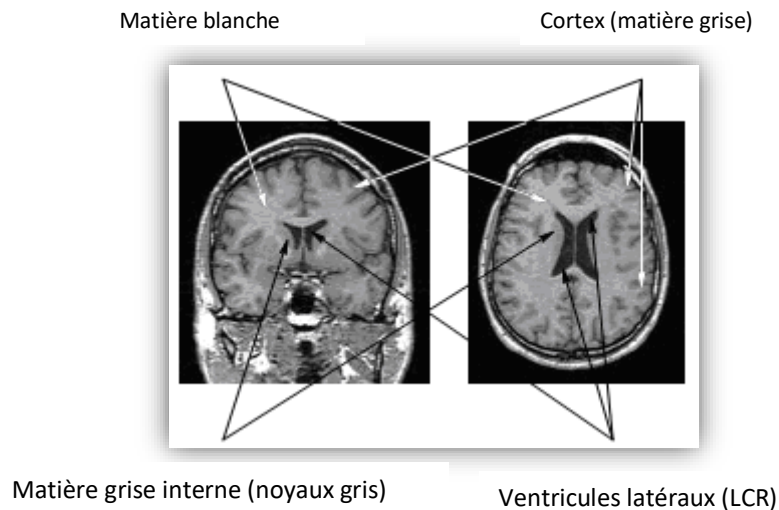 Matière blanche
Cortex (matière grise)
Matière grise interne (noyaux gris)
Ventricules latéraux (LCR)